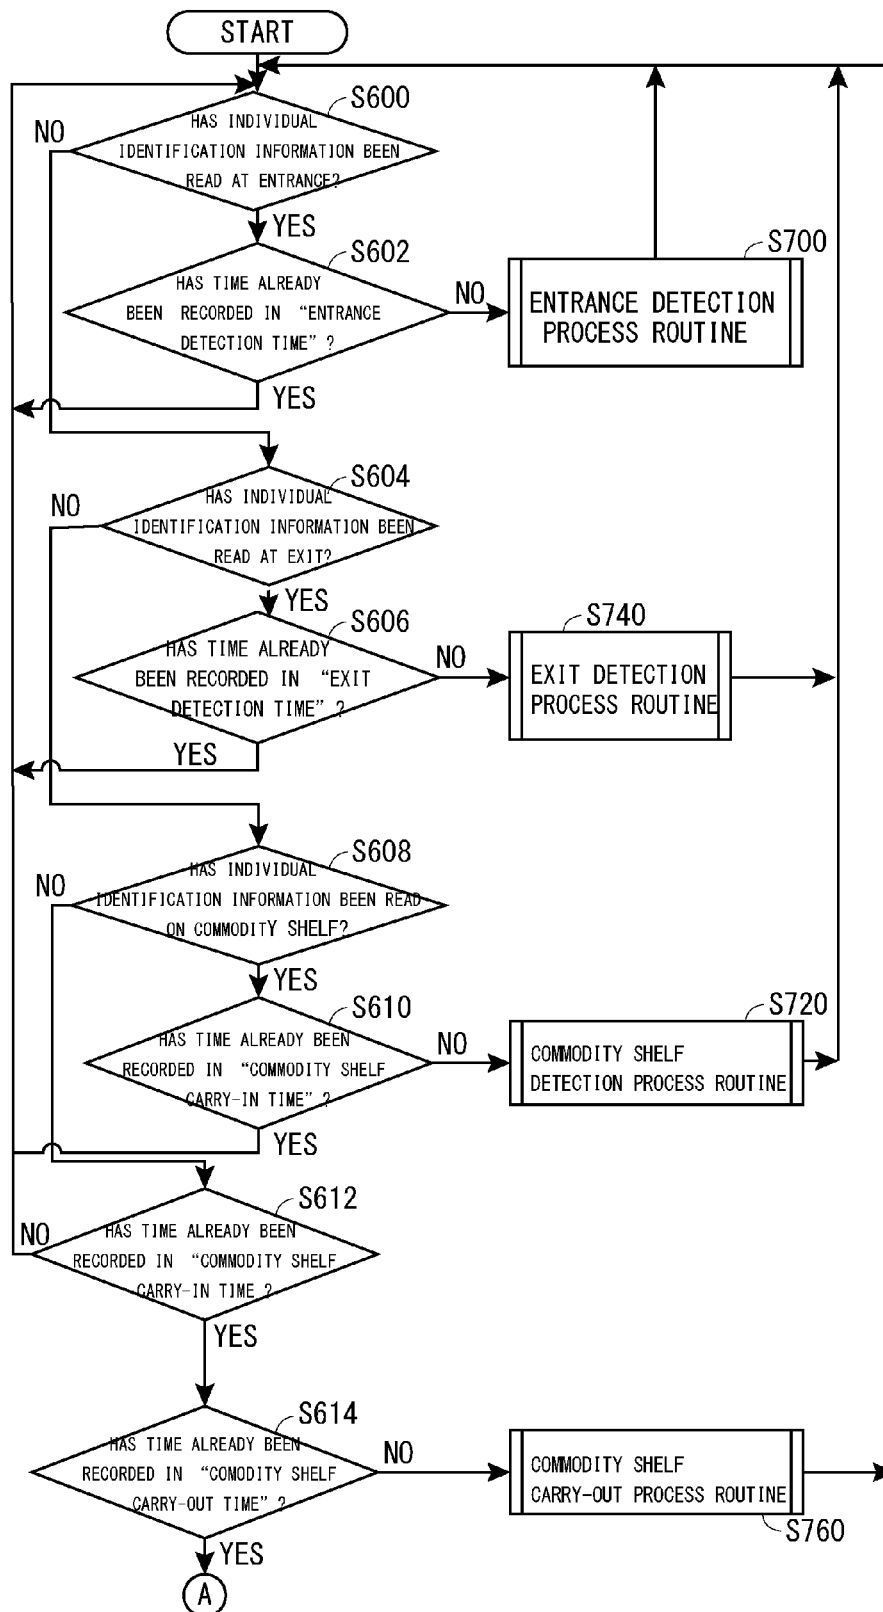 START
S600
NO
HAS INDIVIDUAL
IDENTIFICATION INFORMATION BEEN
READ AT ENTRANCE?
YES
S602
HAS TIME ALREADY
BEEN RECORDED IN “ENTRANCE
DETECTION TIME” ?
NO
S700
ENTRANCE DETECTION
PROCESS ROUTINE
YES
S604
NO
HAS INDIVIDUAL
IDENTIFICATION INFORMATION BEEN
READ AT EXIT?
YES
S606
HAS TIME ALREADY
BEEN RECORDED IN “EXIT
DETECTION TIME” ?
NO
S740
EXIT DETECTION
PROCESS ROUTINE
YES
S608
NO
HAS INDIVIDUAL
IDENTIFICATION INFORMATION BEEN READ
ON COMMODITY SHELF?
YES
S610
HAS TIME ALREADY BEEN
RECORDED IN “COMMODITY SHELF
CARRY-IN TIME” ?
NO
S720
COMMODITY SHELF
DETECTION PROCESS ROUTINE
YES
S612
NO
HAS TIME ALREADY BEEN
RECORDED IN “COMMODITY SHELF
CARRY-IN TIME ?
YES
S614
HAS TIME ALREADY BEEN
RECORDED IN “COMODITY SHELF
CARRY-OUT TIME” ?
NO
COMMODITY SHELF
CARRY-OUT PROCESS ROUTINE
S760
YES
A